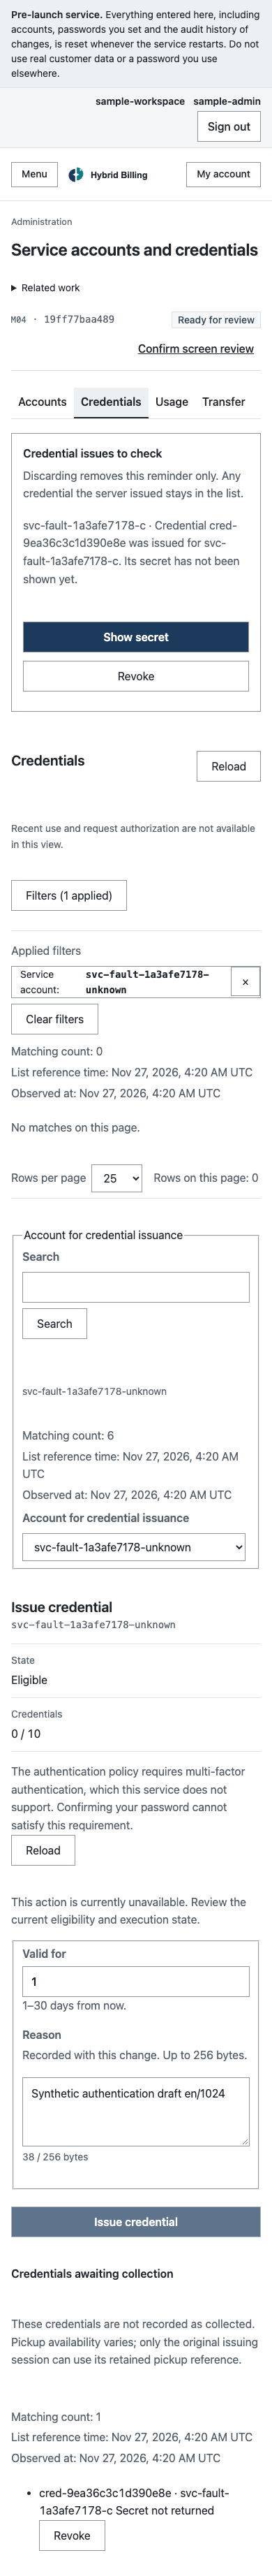 Pre-launch service. Everything entered here, including
accounts, passwords you set and the audit history of
changes, is reset whenever the service restarts. Do not
use real customer data or a password you use
elsewhere.
sample-workspace sample-admin
Sign out
Menu
Hybrid Billing
My account
Administration
Service accounts and credentials
Related work
M04 · 19ff77baa489
Ready for review
Confirm screen review
Accounts Credentials Usage Transfer
Credential issues to check
Discarding removes this reminder only. Any
credential the server issued stays in the list.
svc-fault-1a3afe7178-c · Credential cred-
9ea36c3c1d390e8e was issued for svc-
fault-1a3afe7178-c. Its secret has not been
shown yet.
Show secret
Revoke
Credentials
Reload
Recent use and request authorization are not available
in this view.
Filters (1 applied)
Applied filters
Service
account:
svc-fault-1a3afe7178-
unknown
×
Clear filters
Matching count: 0
List reference time: Nov 27, 2026, 4:20 AM UTC
Observed at: Nov 27, 2026, 4:20 AM UTC
No matches on this page.
Rows per page 25 Rows on this page: 0
Account for credential issuance
Search
Search
svc-fault-1a3afe7178-unknown
Matching count: 6
List reference time: Nov 27, 2026, 4:20 AM
UTC
Observed at: Nov 27, 2026, 4:20 AM UTC
Account for credential issuance
svc-fault-1a3afe7178-unknown
Issue credential
svc-fault-1a3afe7178-unknown
State
Eligible
Credentials
0 / 10
The authentication policy requires multi-factor
authentication, which this service does not
support. Confirming your password cannot
satisfy this requirement.
Reload
This action is currently unavailable. Review the
current eligibility and execution state.
Valid for
1
1–30 days from now.
Reason
Recorded with this change. Up to 256 bytes.
Synthetic authentication draft en/1024
38 / 256 bytes
Issue credential
Credentials awaiting collection
These credentials are not recorded as collected.
Pickup availability varies; only the original issuing
session can use its retained pickup reference.
Matching count: 1
List reference time: Nov 27, 2026, 4:20 AM UTC
Observed at: Nov 27, 2026, 4:20 AM UTC
• cred-9ea36c3c1d390e8e · svc-fault-
1a3afe7178-c Secret not returned
Revoke